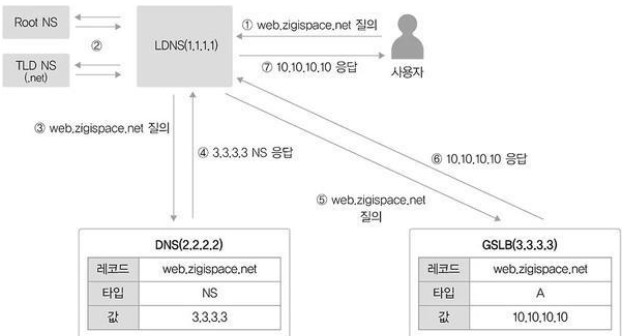 Root NS
TLD NS
(.net)
②
LDNS(1.1.1.1)
① web.zigispace.net 질의
⑦ 10.10.10.10 응답
사용자
③ web.zigispace.net 질의
④ 3.3.3.3 NS 응답
⑥ 10.10.10.10 응답
⑤ web.zigispace.net
질의
DNS(2.2.2.2)
레코드 web.zigispace.net
타입 NS
값 3.3.3.3
GSLB(3.3.3.3)
레코드 web.zigispace.net
타입 A
값 10.10.10.10